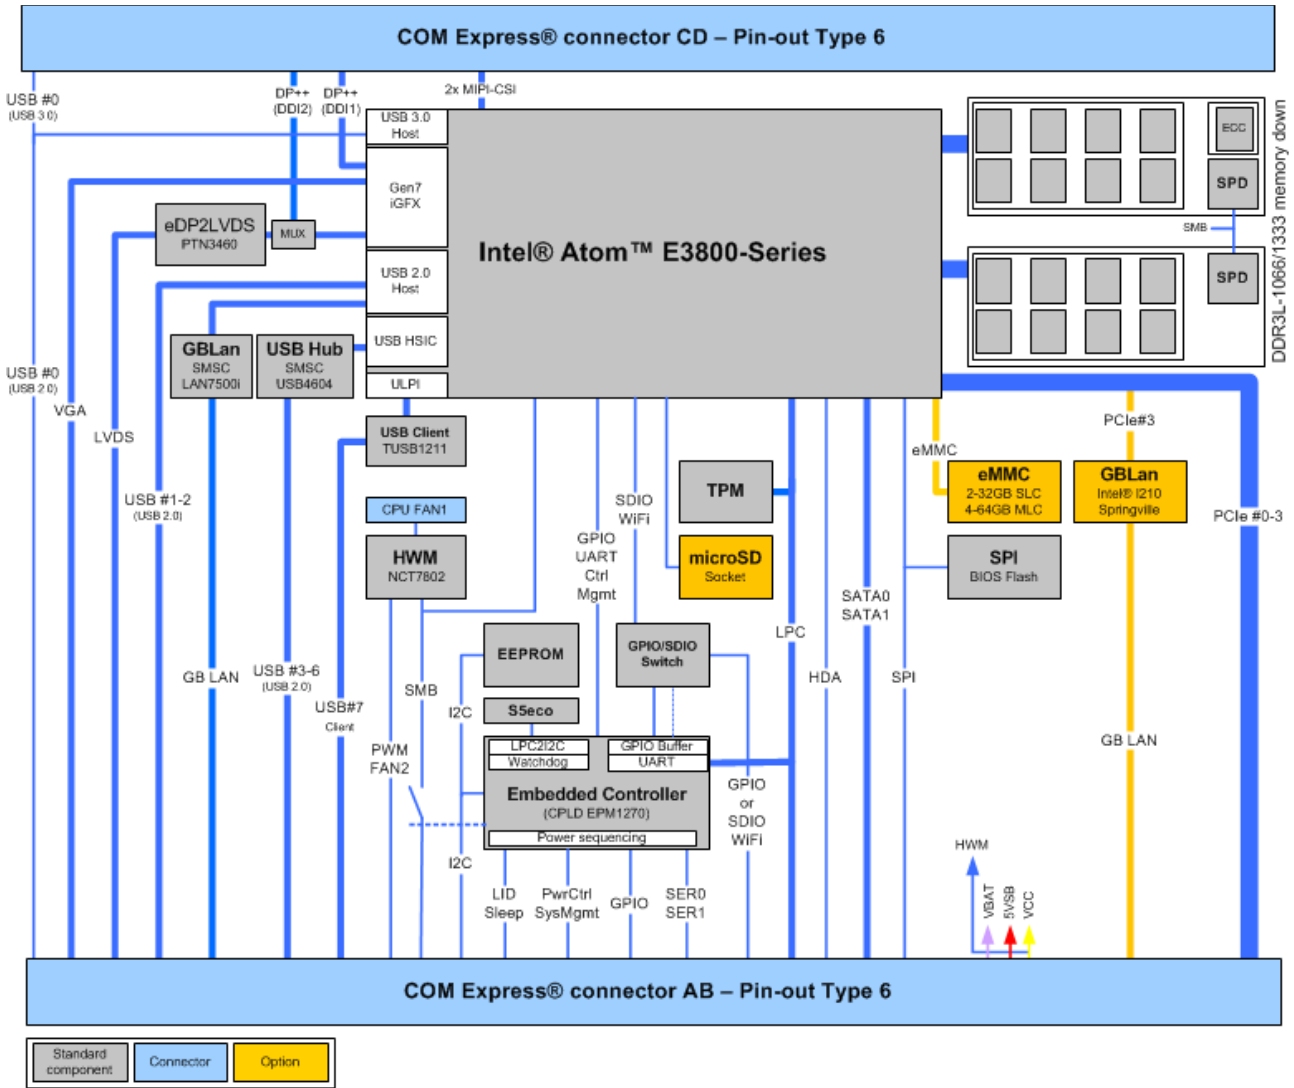 COM Express® connector CD – Pin-out Type 6
USB #0
(USB 3.0)
DP++
(DDI2)
DP++
(DDI1)
2x MIPI-CSI
USB 3.0
Host
Gen7
iGFX
eDP2LVDS
PTN3460
MUX
Intel® Atom™ E3800-Series
ECC
SPD
SMB
SPD
DDR3L-1066/1333 memory down
USB 2.0
Host
USB HSIC
ULPI
GBLan
SMSC
LAN7500i
USB Hub
SMSC
USB4604
USB #0
(USB 2.0)
VGA
LVDS
USB Client
TUSB1211
PCIe#3
eMMC
eMMC
2-32GB SLC
4-64GB MLC
GBLan
Intel® I210
Springville
PCIe #0-3
USB #1-2
(USB 2.0)
CPU FAN1
HWM
NCT7802
SDIO
WiFi
TPM
GPIO
UART
Ctrl
Mgmt
microSD
Socket
SPI
BIOS Flash
SATA0
SATA1
LPC
HDA
SPI
EEPROM
GPIO/SDIO
Switch
GB LAN
USB #3-6
(USB 2.0)
USB#7
Client
SMB
I2C
S5eco
PWM
FAN2
LPC2I2C
Watchdog
GPIO Buffer
UART
Embedded Controller
(CPLD EPM1270)
Power sequencing
GPIO
or
SDIO
WiFi
GB LAN
I2C
LID
Sleep
PwrCtrl
SysMgmt
GPIO
SER0
SER1
HWM
VBAT
5VSB
VCC
COM Express® connector AB – Pin-out Type 6
Standard
component
Connector
Option